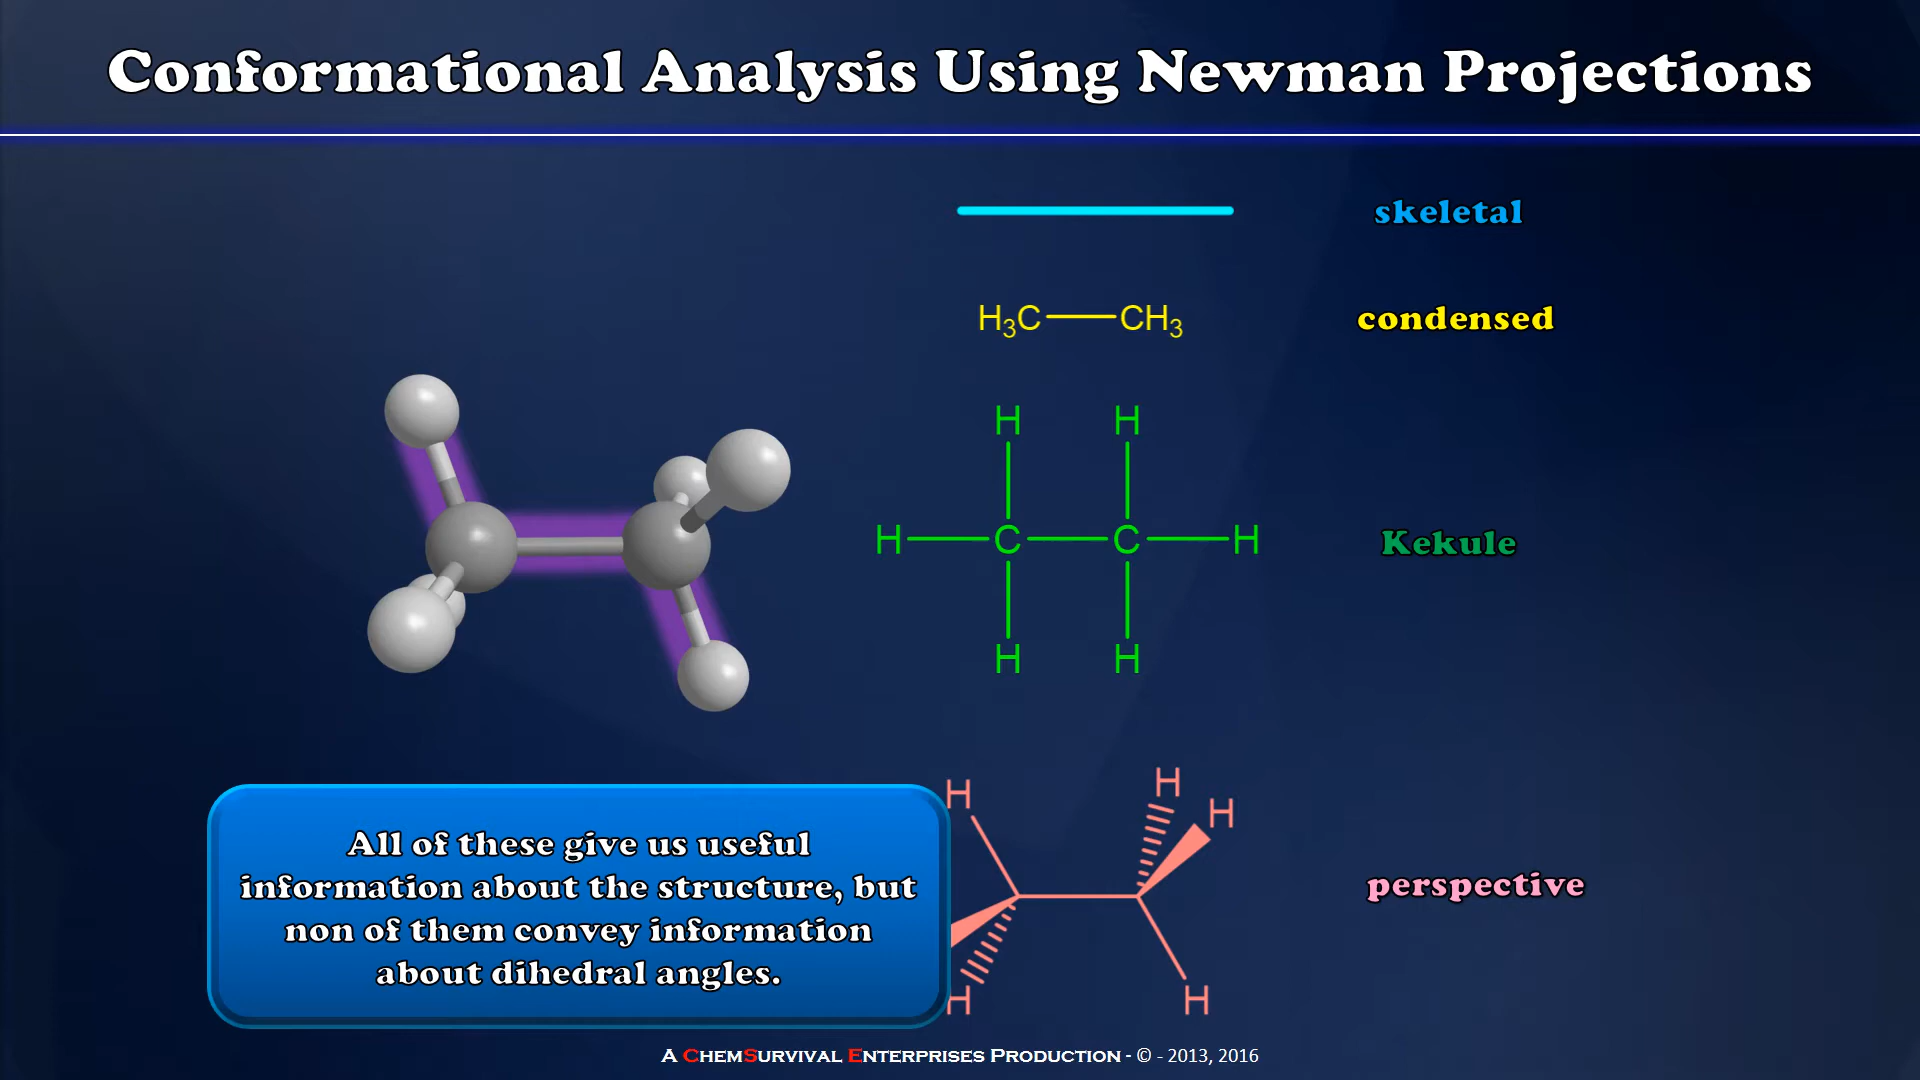 Conformational Analysis Using Newman Projections
skeletal
H₃C CH₃ condensed
H H
H C C H Kekule
H H
H H H
perspective
H H
All of these give us useful
information about the structure, but
non of them convey information
about dihedral angles.
A ChemSurvival Enterprises Production - © - 2013, 2016